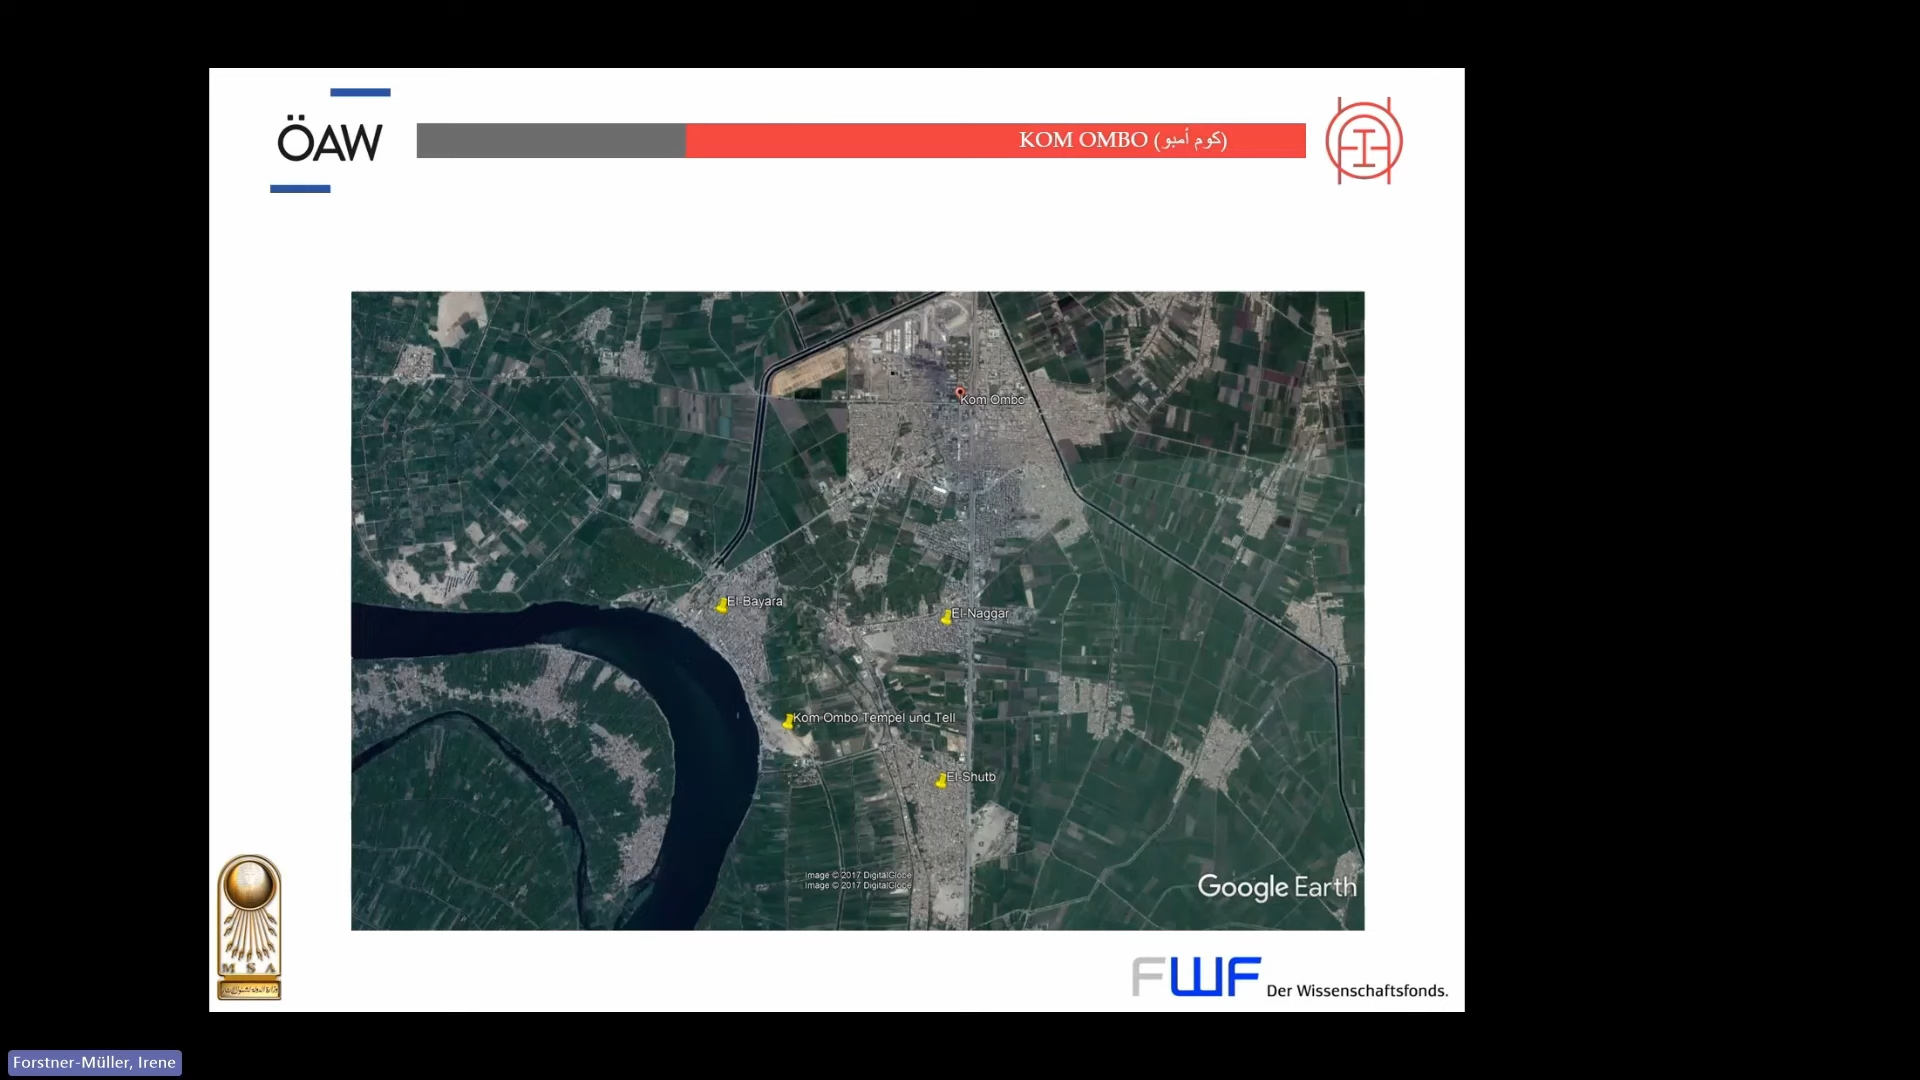 ÖAW
KOM OMBO (كوم أمبو)
Kom Ombo
El-Bayara
El-Naggar
Kom Ombo Tempel und Tell
El-Shutb
Image © 2017 DigitalGlobe
Image © 2017 DigitalGlobe
Google Earth
M S A
FWF Der Wissenschaftsfonds.
Forstner-Müller, Irene